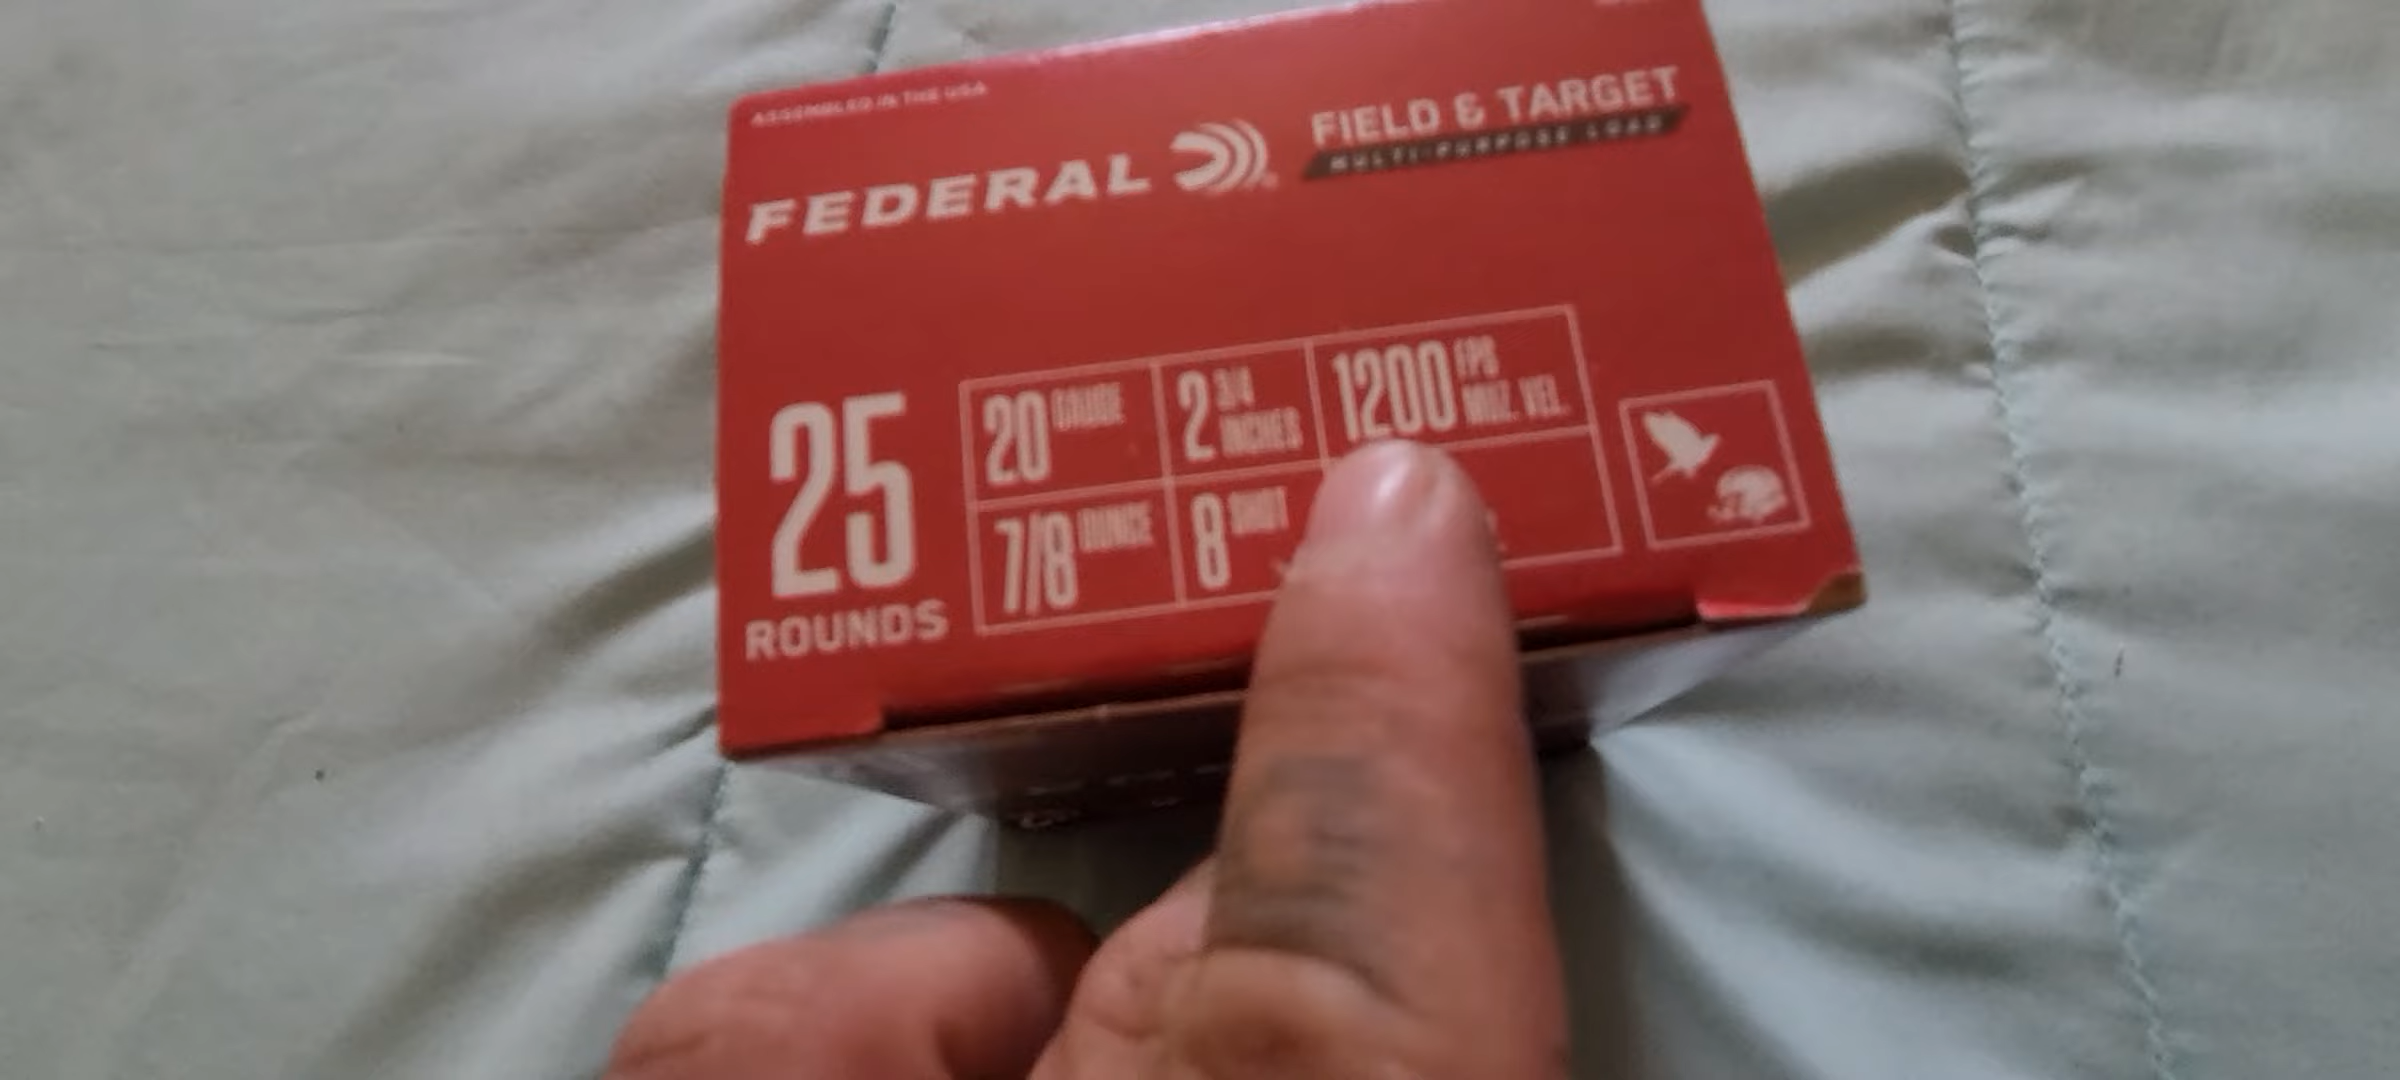 ASSEMBLED IN THE USA
FEDERAL
FIELD & TARGET
MULTI-PURPOSE LOAD
25
ROUNDS
20 GAUGE
2 3/4 INCHES
1200 FPS MUZ. VEL.
7/8 OUNCE
8 SHOT